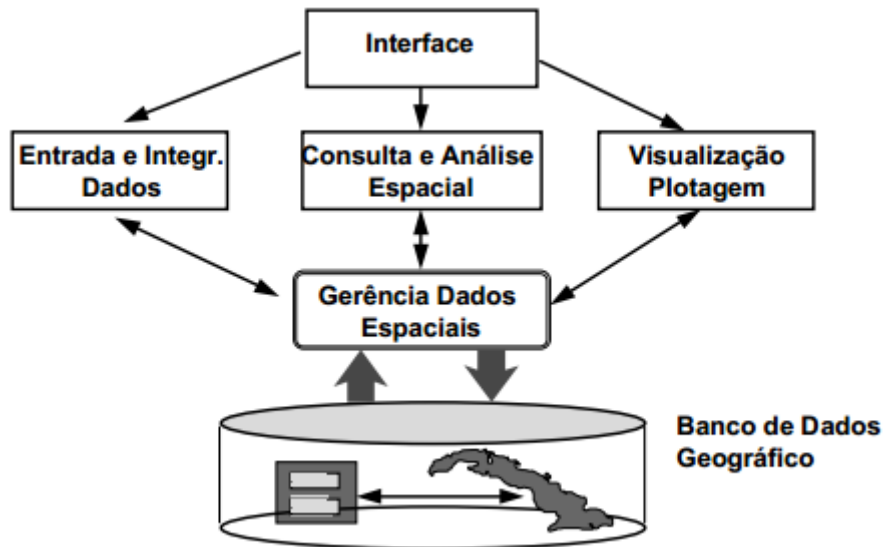 Interface
Entrada e Integr.
Dados
Consulta e Análise
Espacial
Visualização
Plotagem
Gerência Dados
Espaciais
Banco de Dados
Geográfico